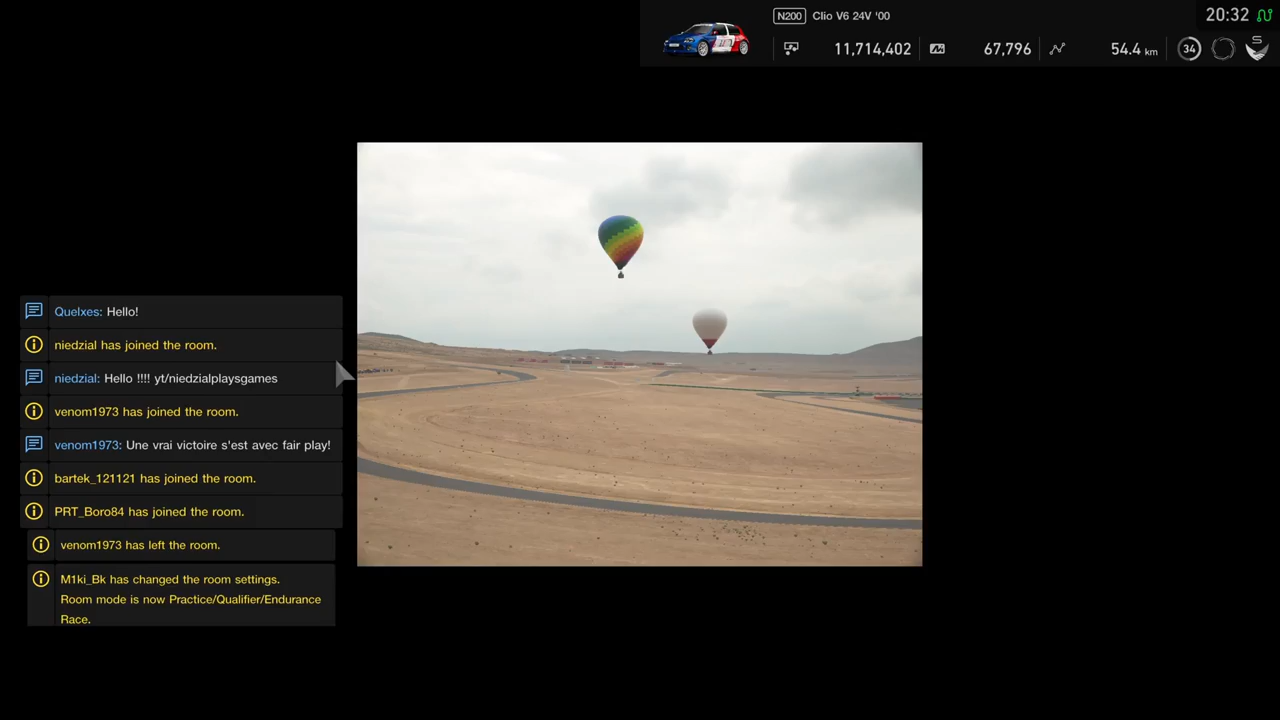 N200 Clio V6 24V '00
20:32
11,714,402 67,796 54.4 km 34 S
Quelxes: Hello!
niedzial has joined the room.
niedzial: Hello !!!! yt/niedzialplaysgames
venom1973 has joined the room.
venom1973: Une vrai victoire s'est avec fair play!
bartek_121121 has joined the room.
PRT_Boro84 has joined the room.
venom1973 has left the room.
M1ki_Bk has changed the room settings.
Room mode is now Practice/Qualifier/Endurance
Race.